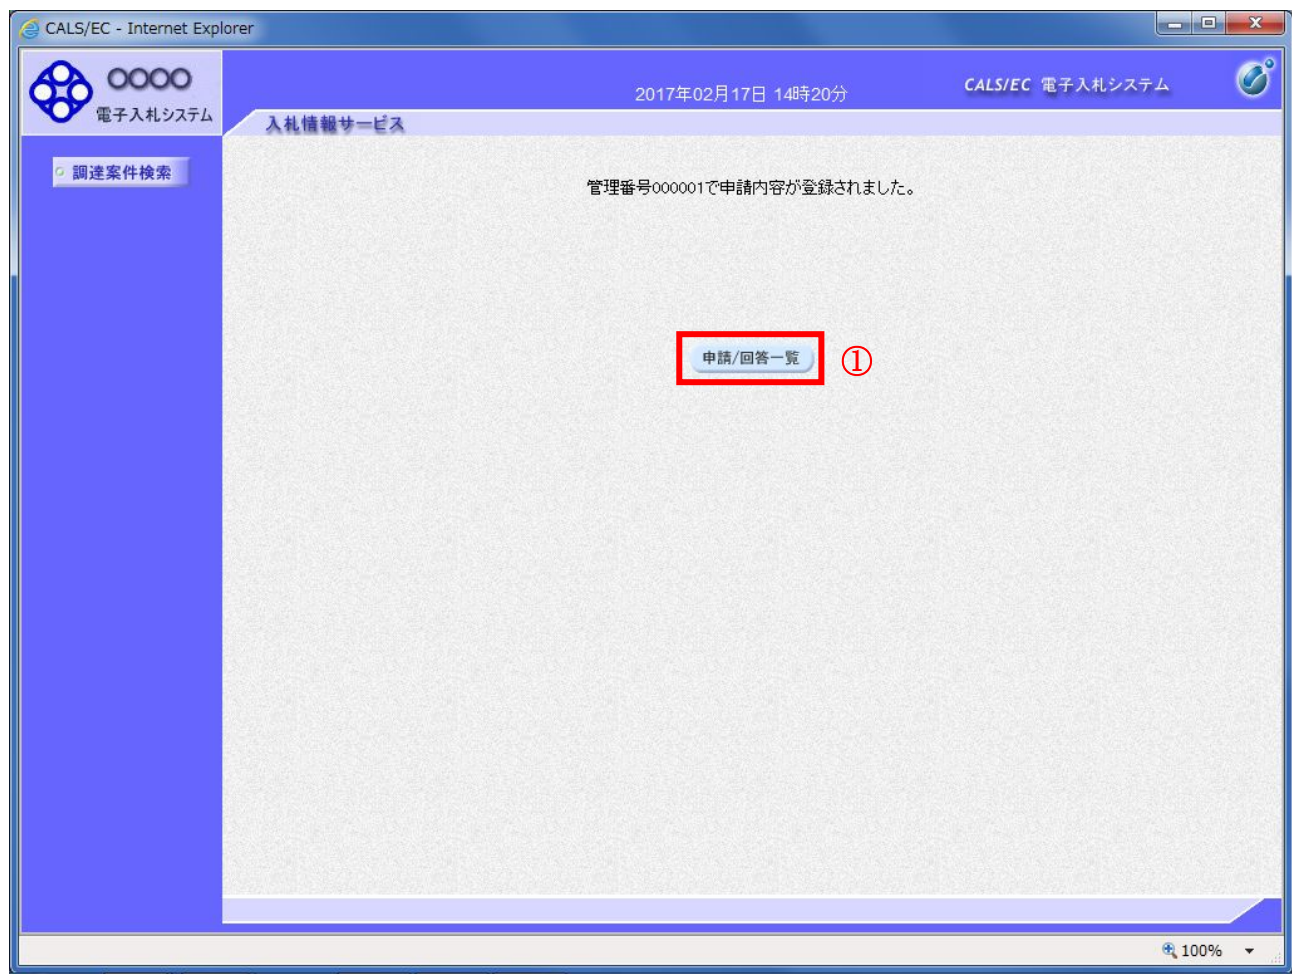 CALS/EC - Internet Explorer
〇〇〇〇
電子入札システム
2017年02月17日 14時20分
CALS/EC 電子入札システム
入札情報サービス
調達案件検索
管理番号000001で申請内容が登録されました。
申請/回答一覧
①
100%